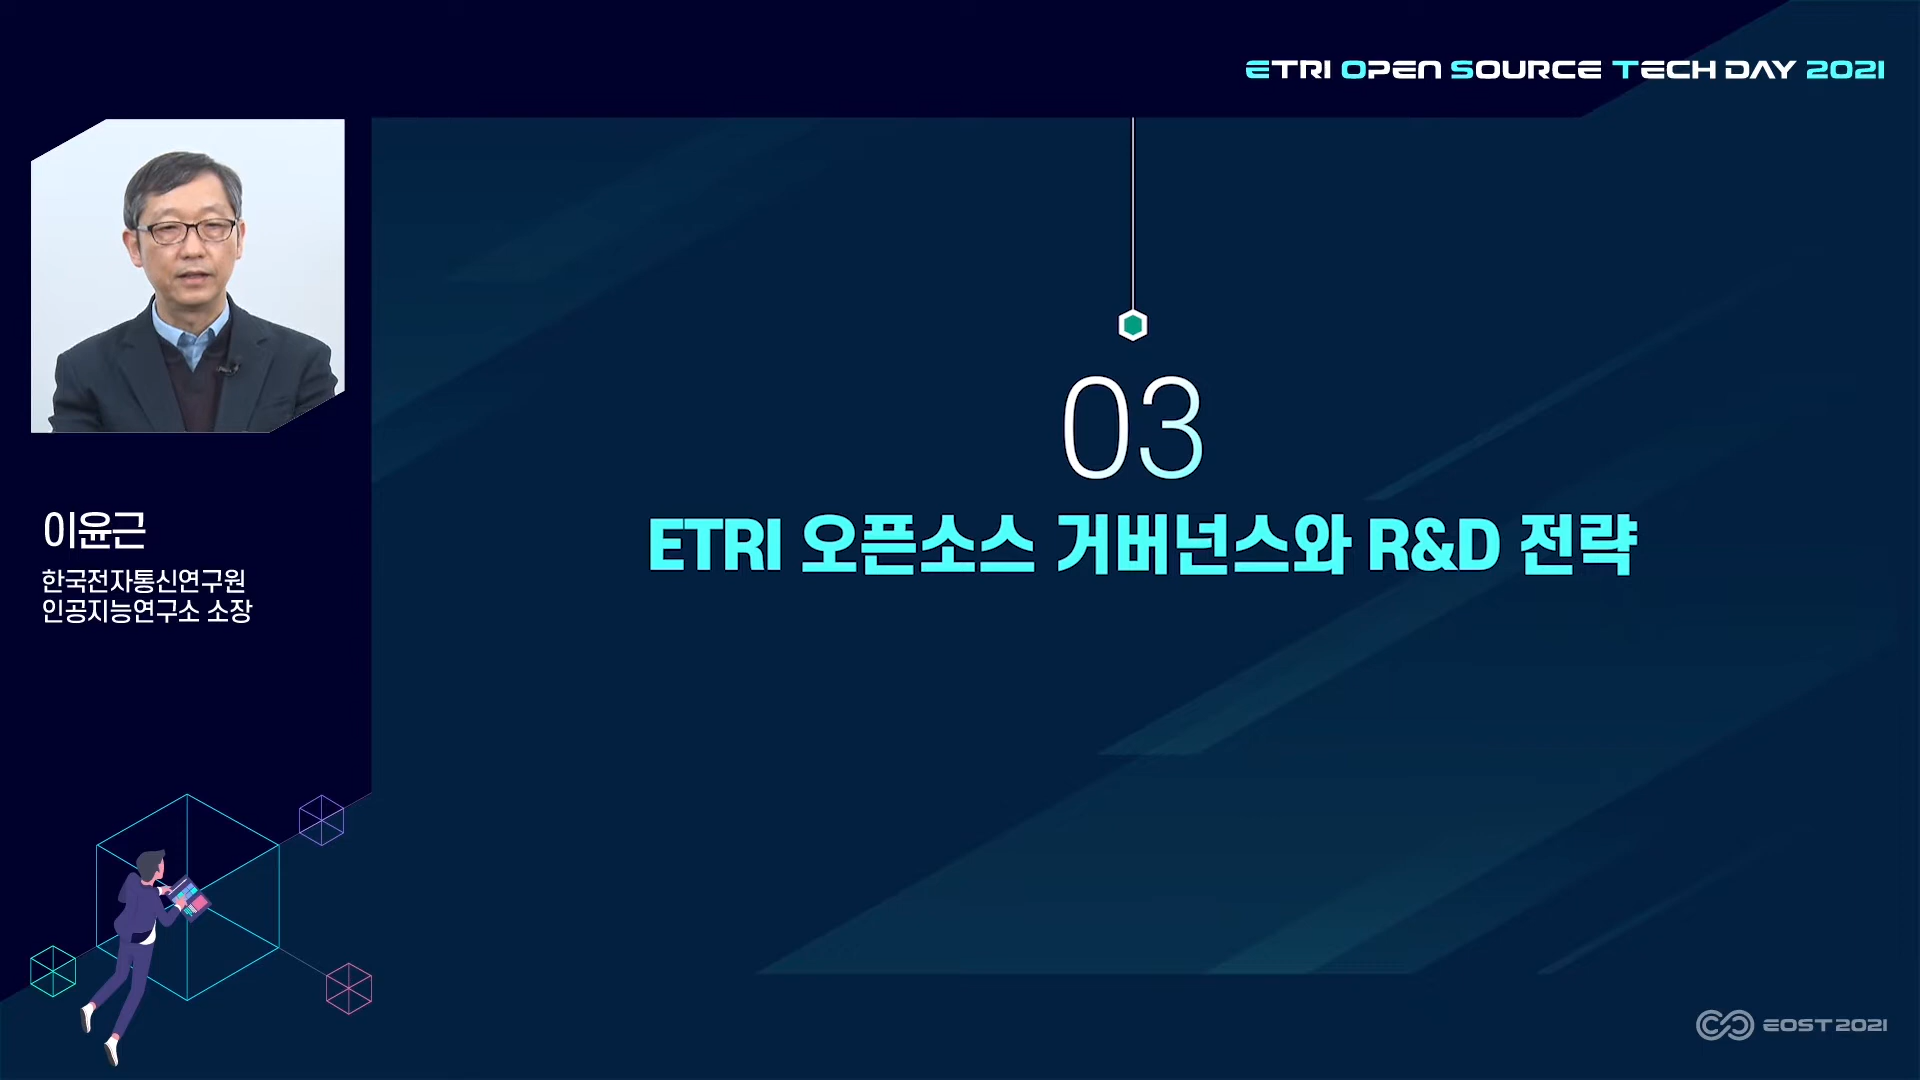 ETRI OPEN SOURCE TECH DAY 2021
이윤근
한국전자통신연구원
인공지능연구소 소장
03
ETRI 오픈소스 거버넌스와 R&D 전략
EOST 2021